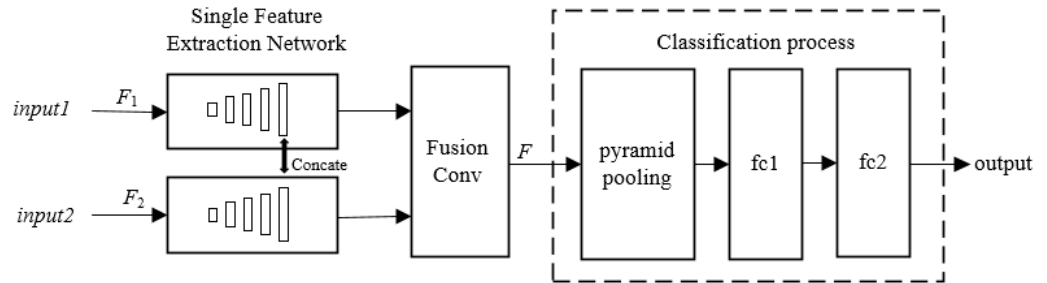 Single Feature
Extraction Network
Classification process
input1
F1
Concate
input2
F2
Fusion
Conv
F
pyramid
pooling
fc1
fc2
output